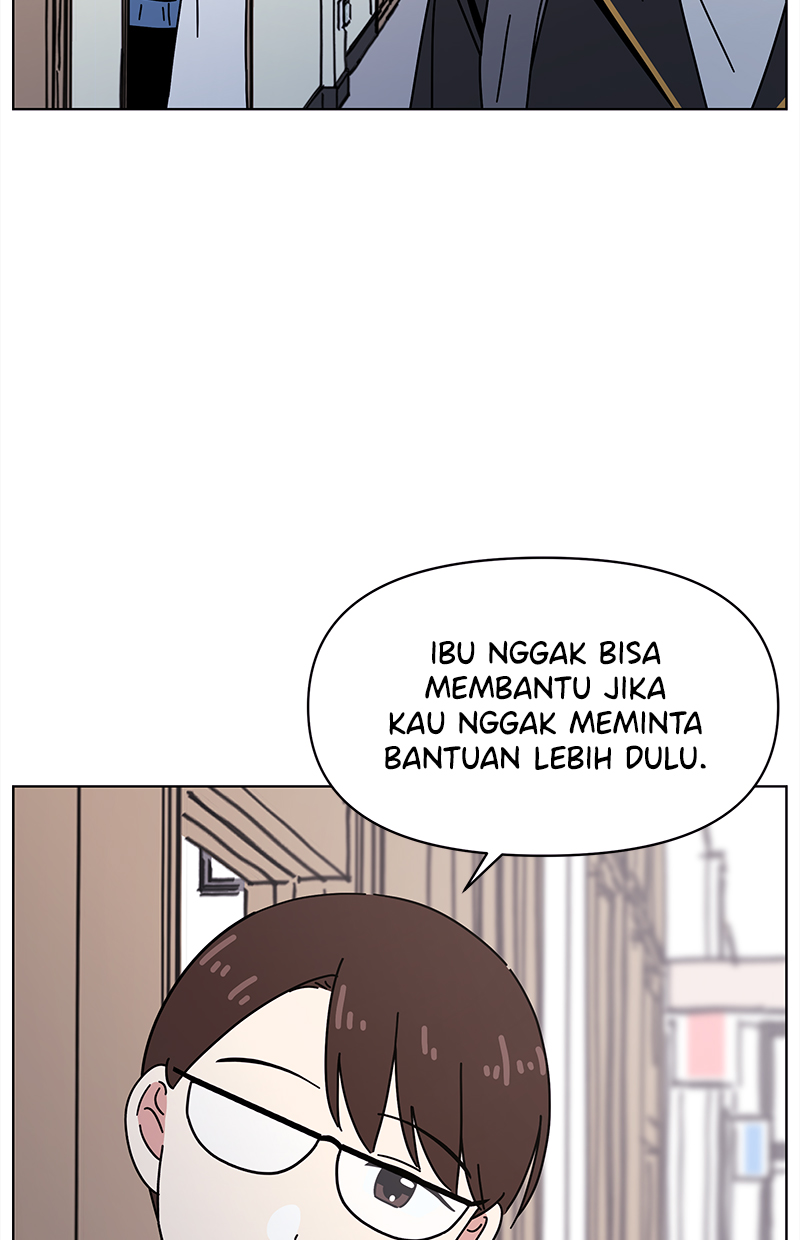 IBU NGGAK BISA
MEMBANTU JIKA
KAU NGGAK MEMINTA
BANTUAN LEBIH DULU.